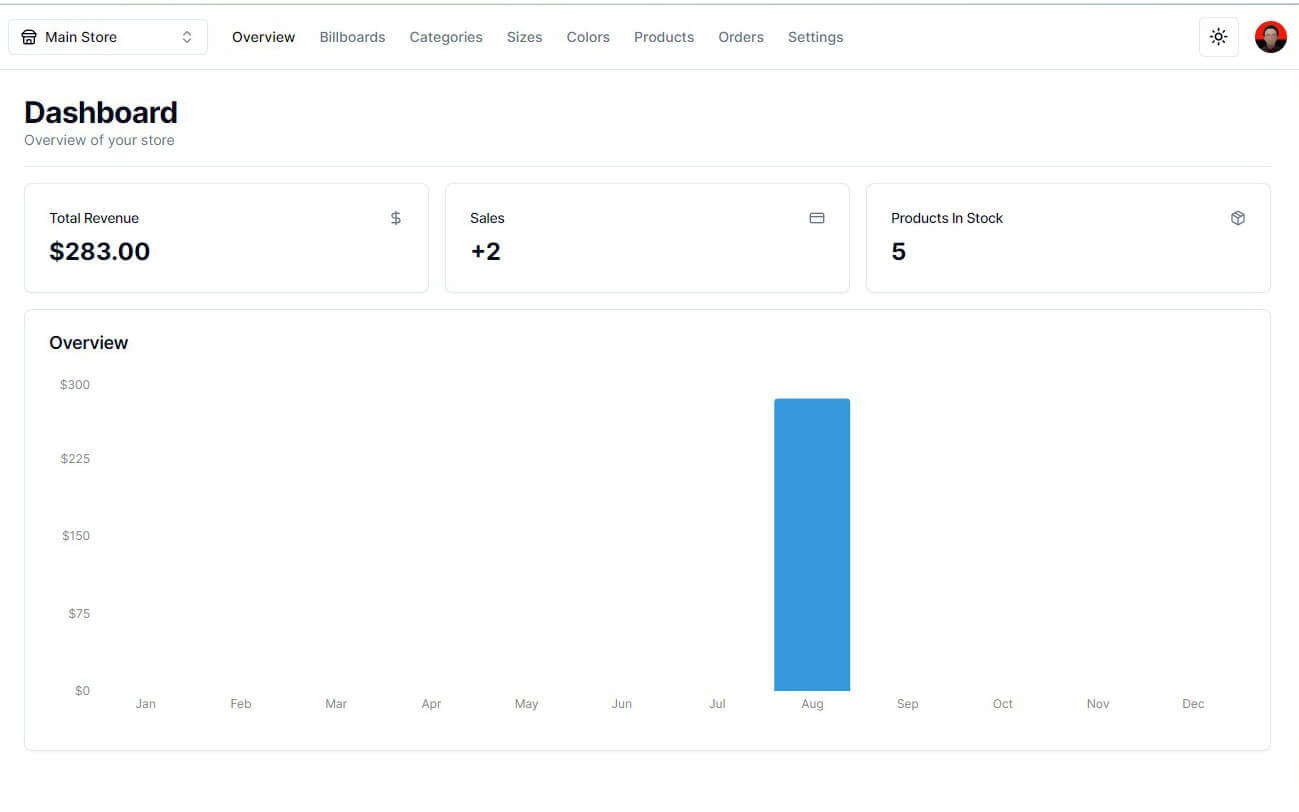 Main Store Overview Billboards Categories Sizes Colors Products Orders Settings
Dashboard
Overview of your store
Total Revenue
$283.00
Sales
+2
Products In Stock
5
Overview
$300
$225
$150
$75
$0
Jan Feb Mar Apr May Jun Jul Aug Sep Oct Nov Dec